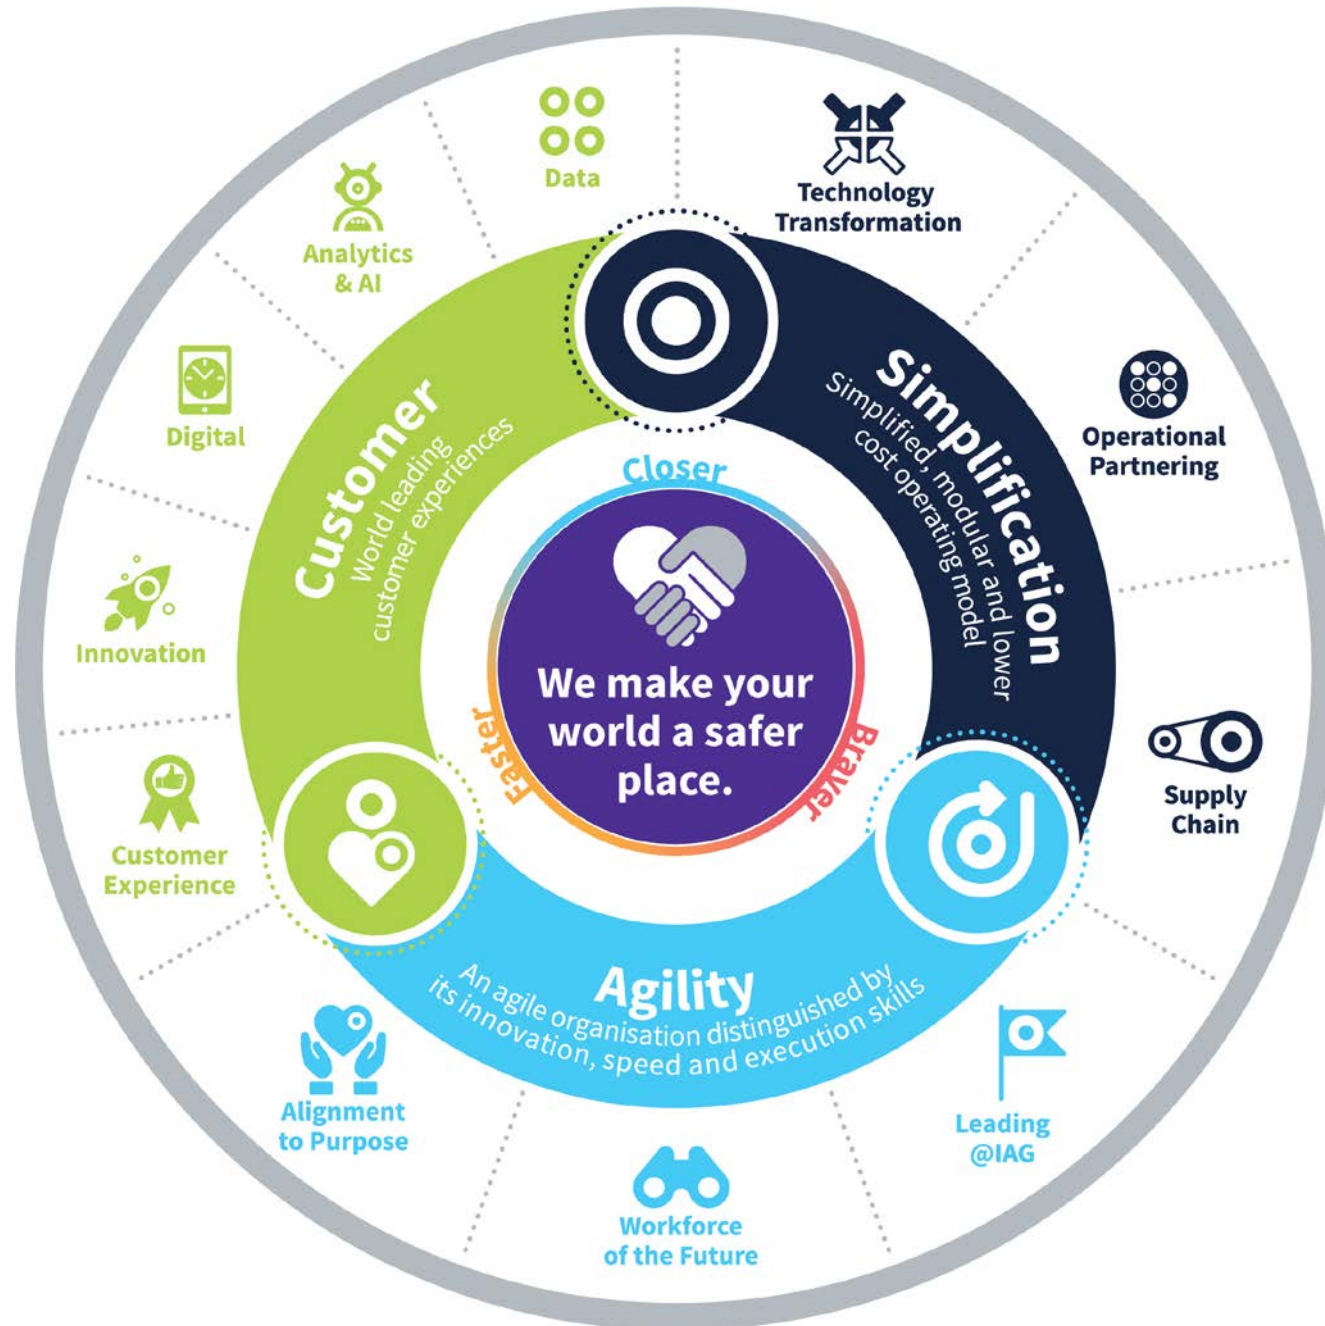 Data
Technology
Transformation
Analytics
& AI
Digital
Operational
Partnering
Customer
World leading
customer experiences
Simplification
Simplified, modular and lower
cost operating model
Closer
Faster
Braver
We make your
world a safer
place.
Innovation
Supply
Chain
Customer
Experience
Agility
An agile organisation distinguished by
its innovation, speed and execution skills
Alignment
to Purpose
Workforce
of the Future
Leading
@IAG